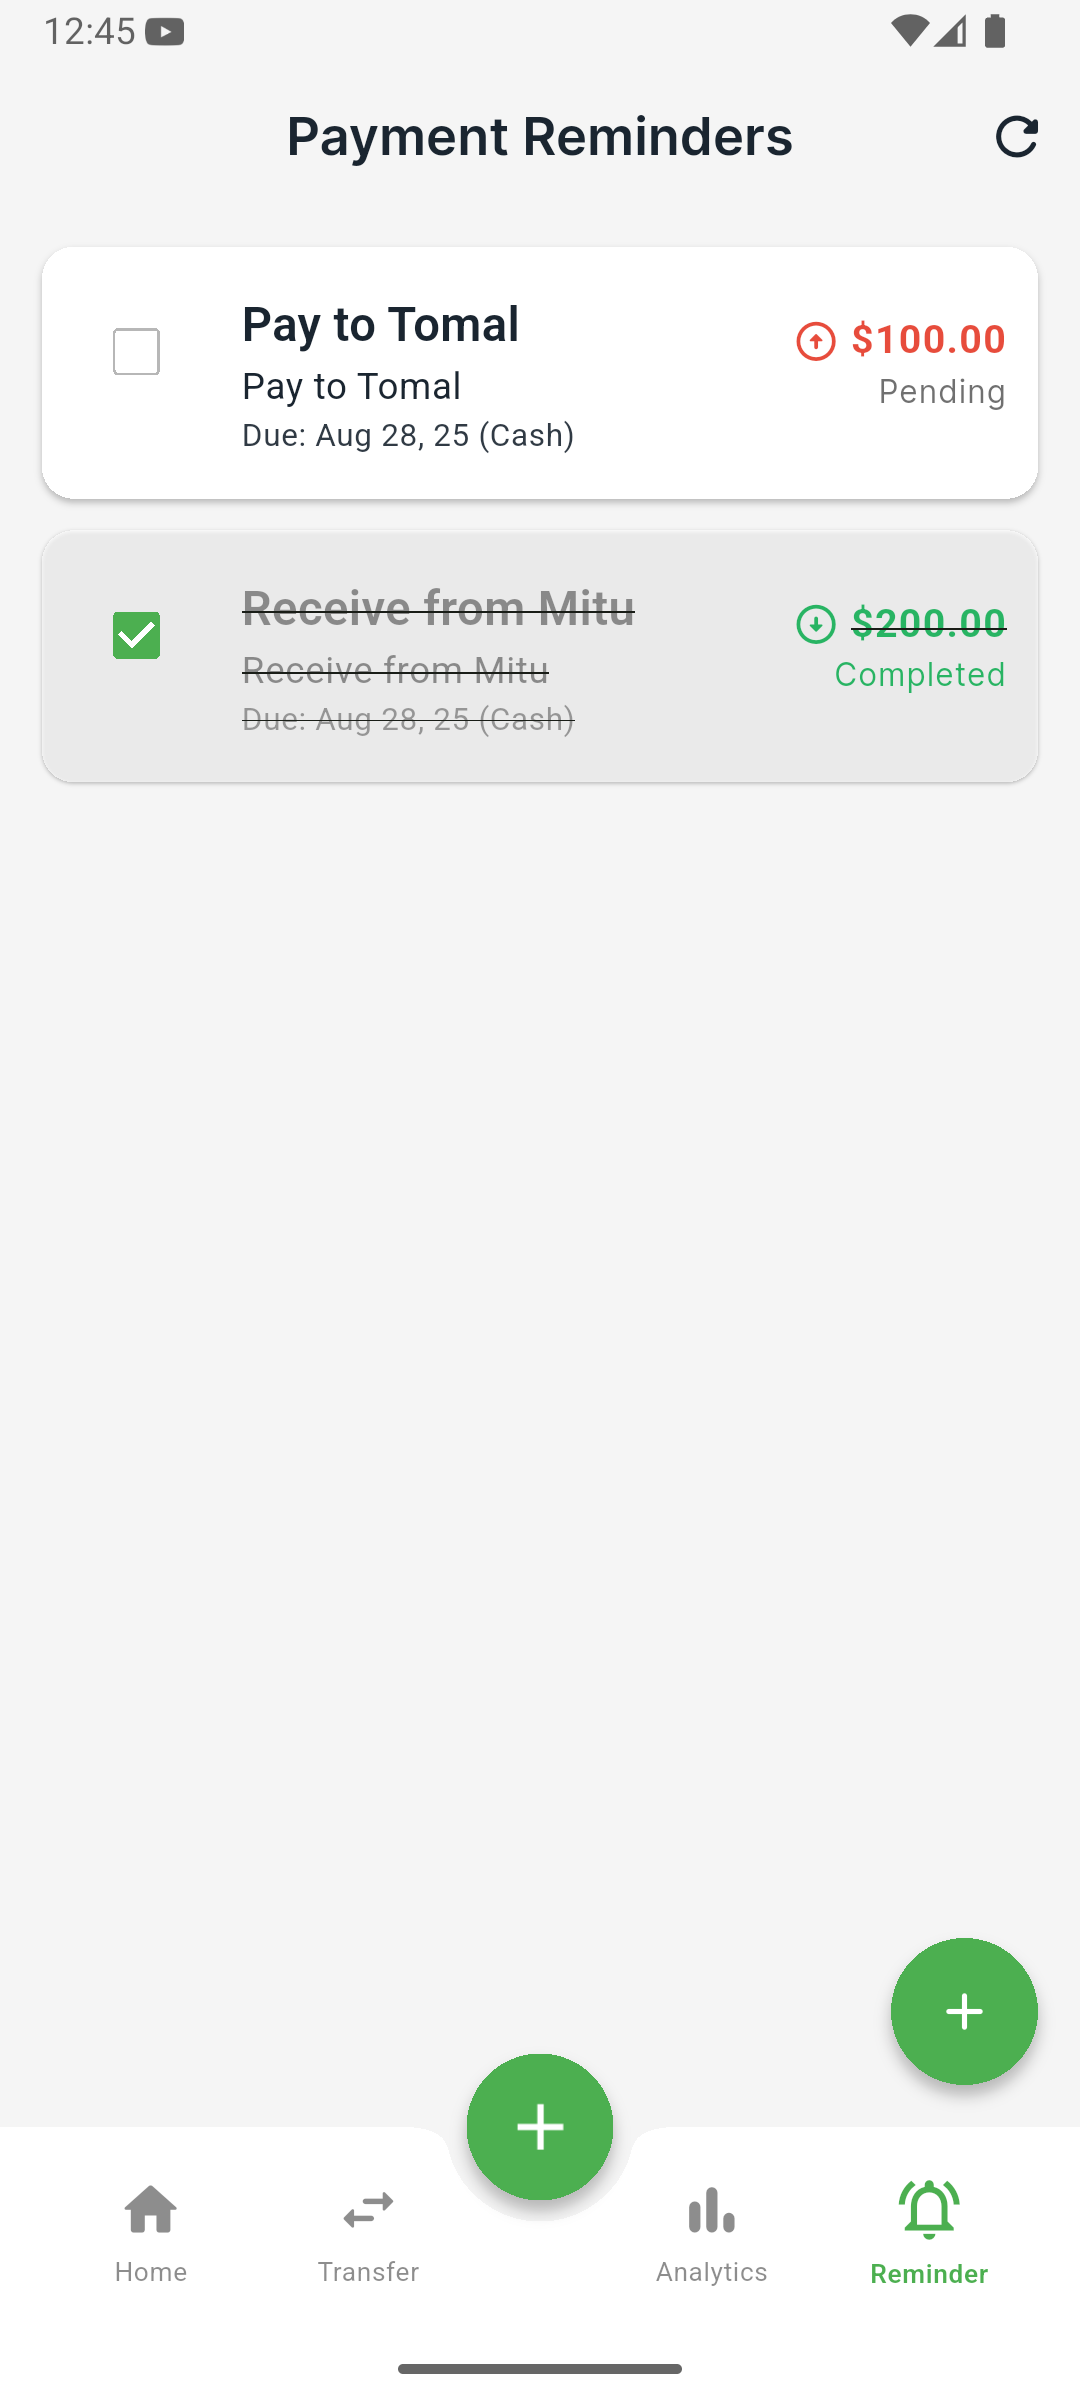 12:45
Payment Reminders
Pay to Tomal
$100.00
Pay to Tomal
Pending
Due: Aug 28, 25 (Cash)
Receive from Mitu
$200.00
Receive from Mitu
Completed
Due: Aug 28, 25 (Cash)
Home
Transfer
Analytics
Reminder